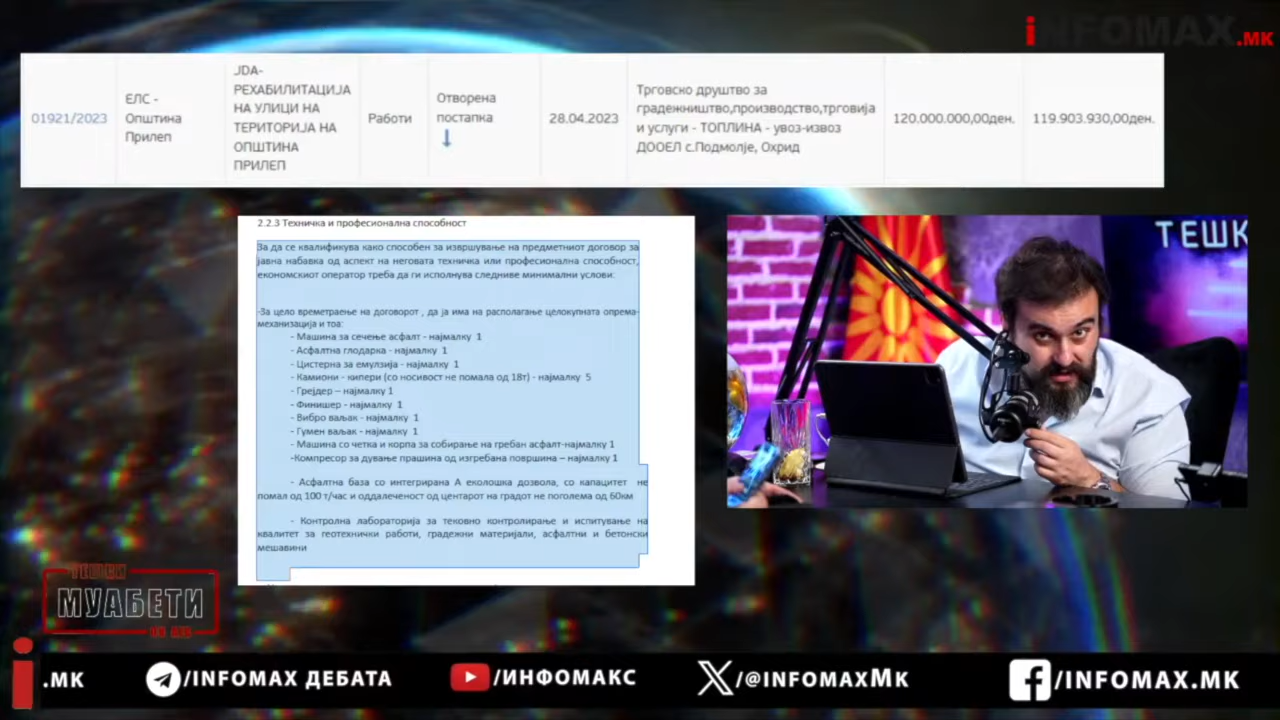 iNFOMAX.MK
01921/2023
ЕЛС -
Општина
Прилеп
JDA-
РЕХАБИЛИТАЦИЈА
НА УЛИЦИ НА
ТЕРИТОРИЈА НА
ОПШТИНА
ПРИЛЕП
Работи
Отворена
постапка
28.04.2023
Трговско друштво за
градежништво,производство,трговија
и услуги - ТОПЛИНА - увоз-извоз
ДООЕЛ с.Подмолје, Охрид
120.000.000,00ден.
119.903.930,00ден.
2.2.3 Техничка и професионална способност
За да се квалификува како способен за извршување на предметниот договор за
јавна набавка од аспект на неговата техничка или професионална способност,
економскиот оператор треба да ги исполнува следниве минимални услови:
-За цело времетраење на договорот , да ја има на располагање целокупната опрема-
механизација и тоа:
- Машина за сечење асфалт - најмалку 1
- Асфалтна глодарка - најмалку 1
- Цистерна за емулзија - најмалку 1
- Камиони - кипери (со носивост не помала од 18т) - најмалку 5
- Грејдер – најмалку 1
- Финишер - најмалку 1
- Вибро ваљак - најмалку 1
- Гумен ваљак - најмалку 1
- Машина со четка и корпа за собирање на гребан асфалт-најмалку 1
-Компресор за дување прашина од изгребана површина – најмалку 1
- Асфалтна база со интегрирана А еколошка дозвола, со капацитет не
помал од 100 т/час и оддалеченост од центарот на градот не поголема од 60км
- Контролна лабораторија за тековно контролирање и испитување на
квалитет за геотехнички работи, градежни материјали, асфалтни и бетонски
мешавини
ТЕШК
ТЕШКИ
МУАБЕТИ
i.MK
/INFOMAX ДЕБАТА
/ИНФОМАКС
/@INFOMAXMK
/INFOMAX.MK